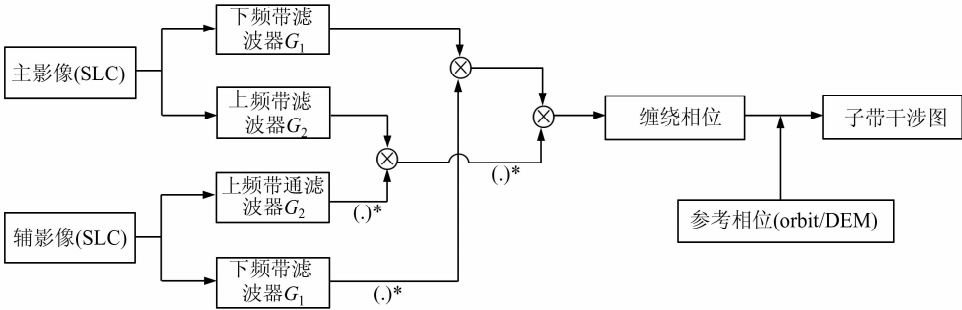 下频带滤
波器G₁
主影像(SLC)
上频带滤
波器G₂
缠绕相位
子带干涉图
(.)*
上频带通滤
波器G₂
(.)*
参考相位(orbit/DEM)
辅影像(SLC)
下频带滤
波器G₁
(.)*